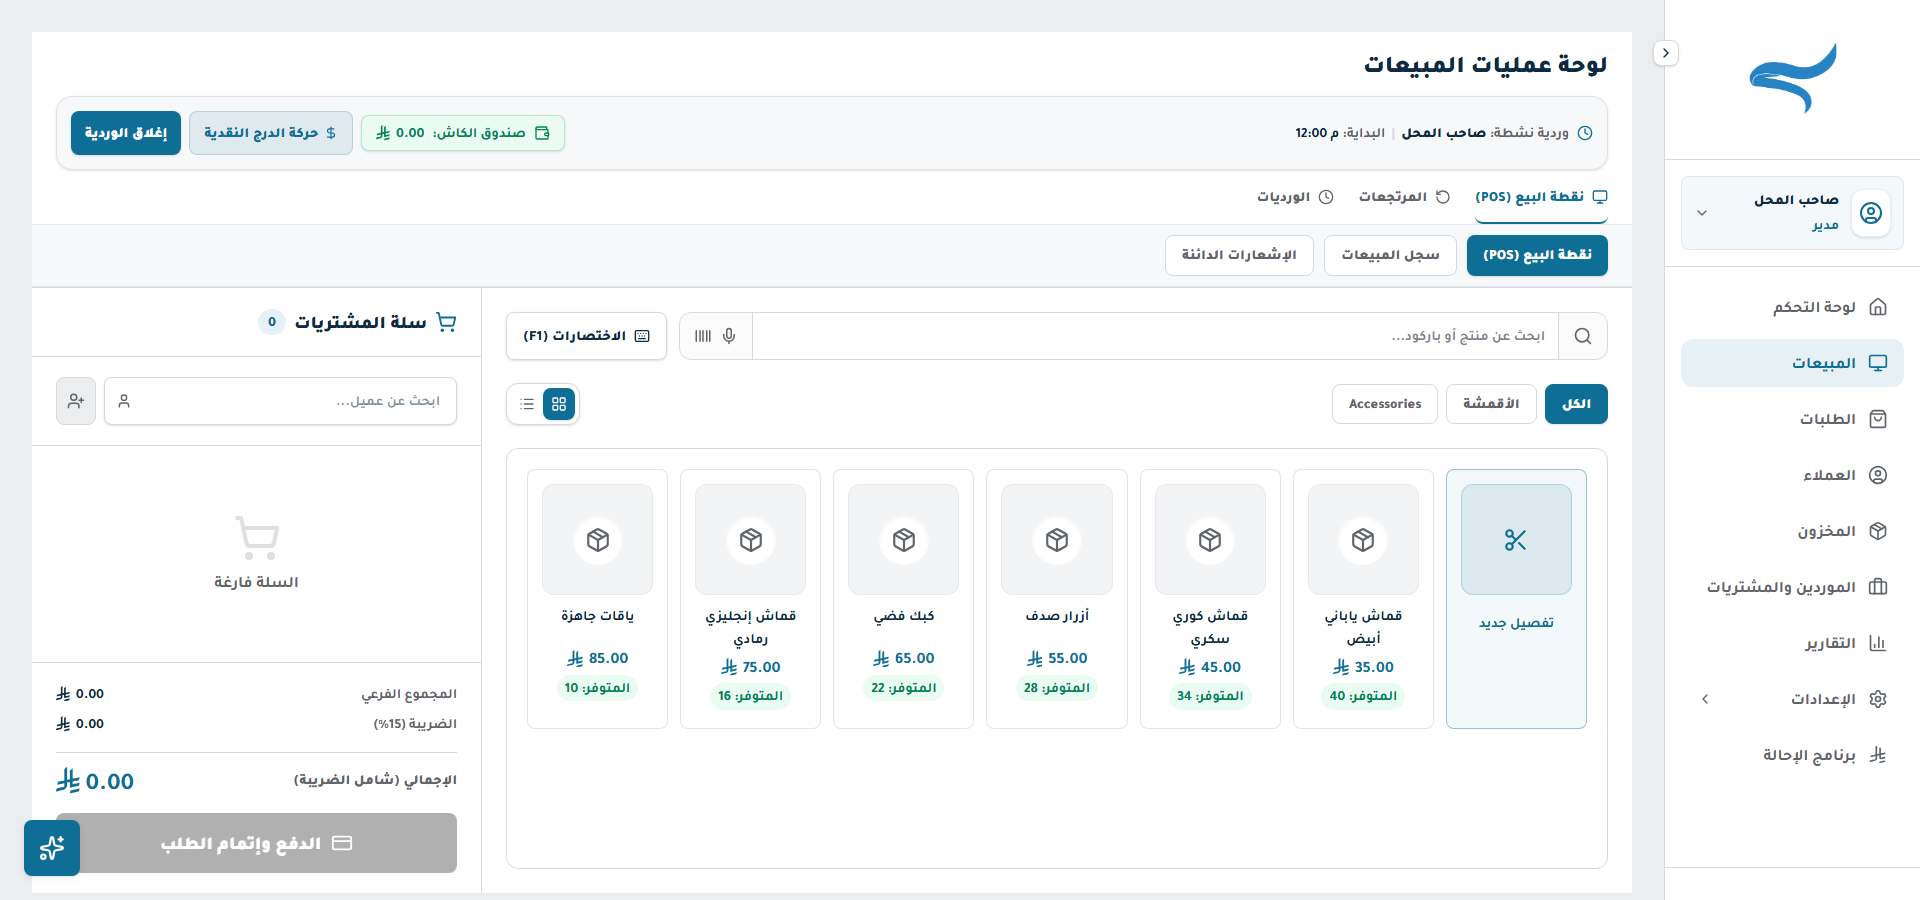 صاحب المحل
مدير
لوحة التحكم
المبيعات
الطلبات
العملاء
المخزون
الموردين والمشتريات
التقارير
الإعدادات
برنامج الإحالة
لوحة عمليات المبيعات
وردية نشطة: صاحب المحل | البداية: 12:00 م
صندوق الكاش: 0.00
حركة الدرج النقدية
إغلاق الوردية
نقطة البيع (POS)
المرتجعات
الورديات
نقطة البيع (POS)
سجل المبيعات
الإشعارات الدائنة
ابحث عن منتج أو باركود...
الاختصارات (F1)
الكل
الأقمشة
Accessories
تفصيل جديد
قماش ياباني
أبيض
35.00
المتوفر: 40
قماش كوري
سكري
45.00
المتوفر: 34
أزرار صدف
55.00
المتوفر: 28
كبك فضي
65.00
المتوفر: 22
قماش إنجليزي
رمادي
75.00
المتوفر: 16
ياقات جاهزة
85.00
المتوفر: 10
سلة المشتريات 0
ابحث عن عميل...
السلة فارغة
المجموع الفرعي 0.00
الضريبة (15%) 0.00
الإجمالي (شامل الضريبة) 0.00
الدفع وإتمام الطلب